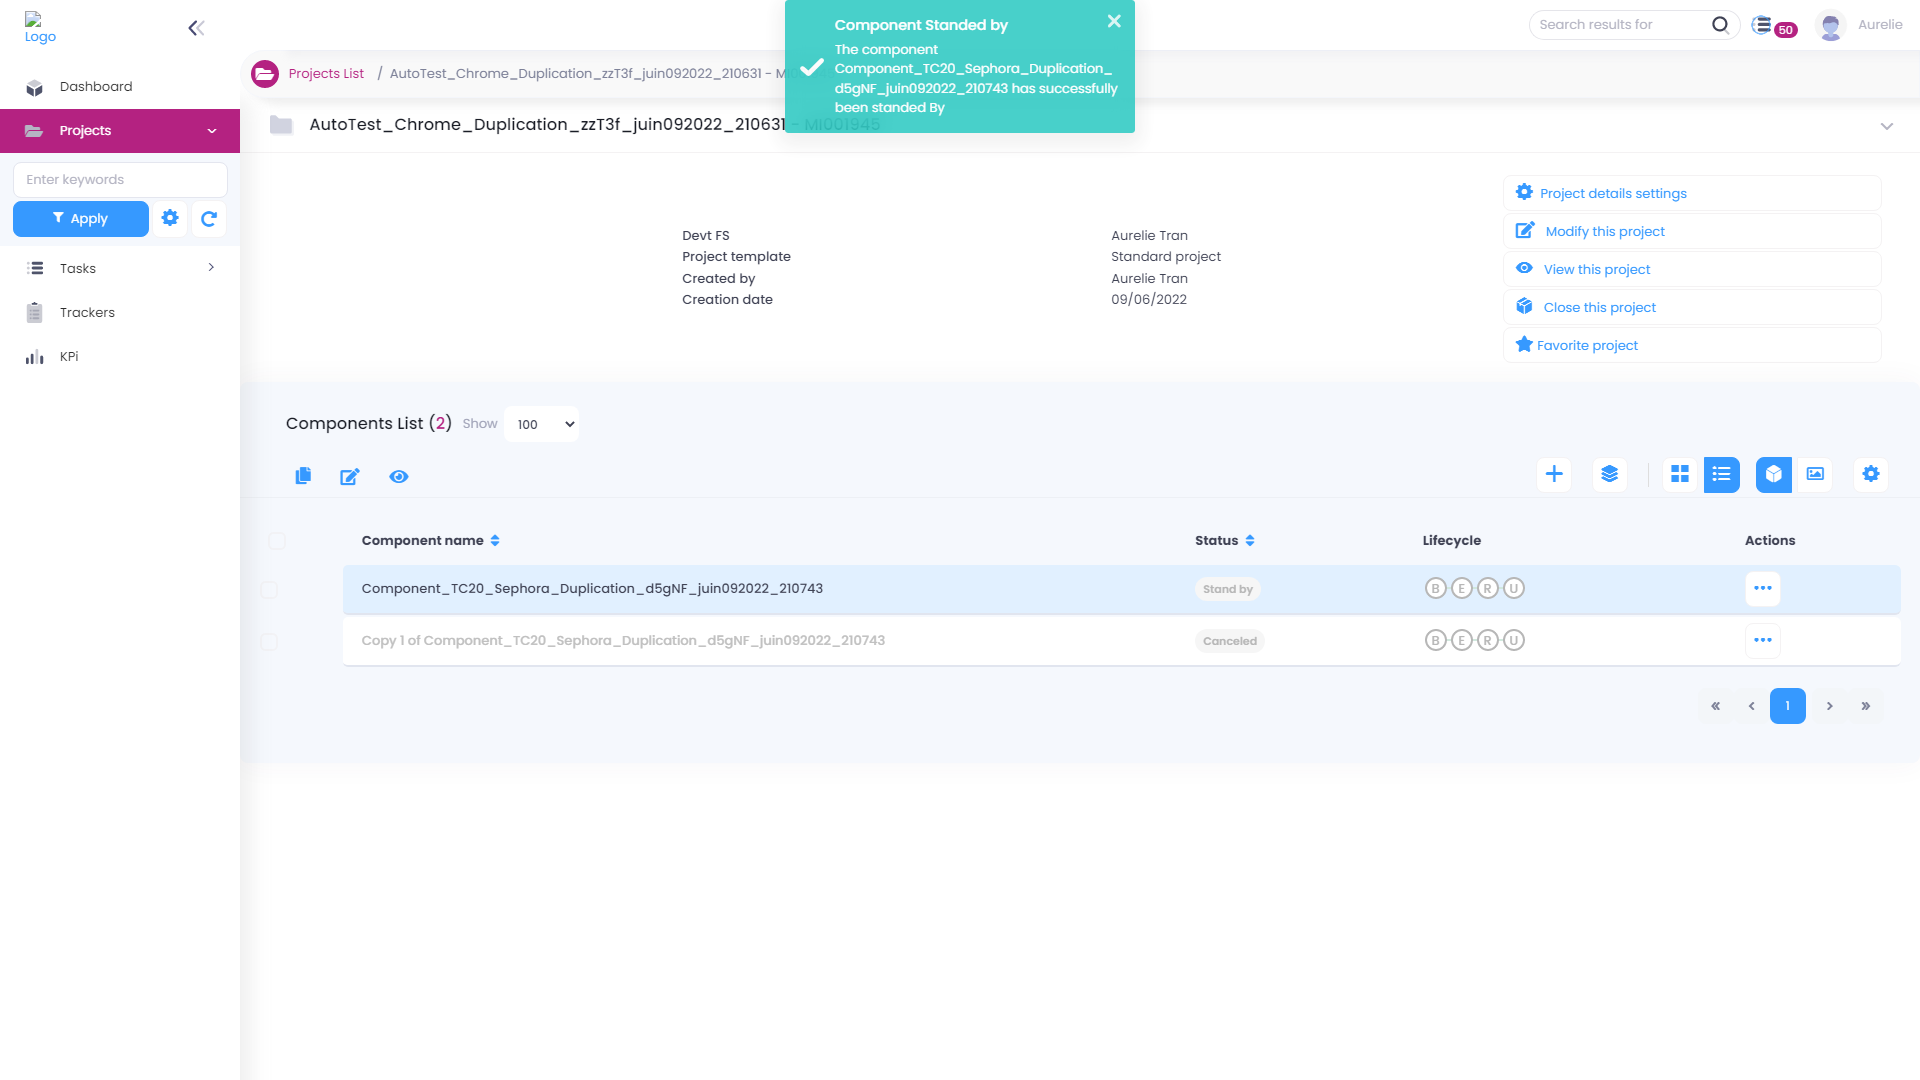 Logo
Dashboard
Projects
Enter keywords
Apply
Tasks
Trackers
KPi
Component Standed by
The component
Component_TC20_Sephora_Duplication_
d5gNF_juin092022_210743 has successfully
been standed By
Search results for
50
Aurelie
Projects List / AutoTest_Chrome_Duplication_zzT3f_juin092022_210631 - MI
AutoTest_Chrome_Duplication_zzT3f_juin092022_210631 - MI001945
Devt FS Aurelie Tran
Project template Standard project
Created by Aurelie Tran
Creation date 09/06/2022
Project details settings
Modify this project
View this project
Close this project
Favorite project
Components List (2) Show 100
Component name Status Lifecycle Actions
Component_TC20_Sephora_Duplication_d5gNF_juin092022_210743 Stand by B E R U
Copy 1 of Component_TC20_Sephora_Duplication_d5gNF_juin092022_210743 Canceled B E R U
« ‹ 1 › »